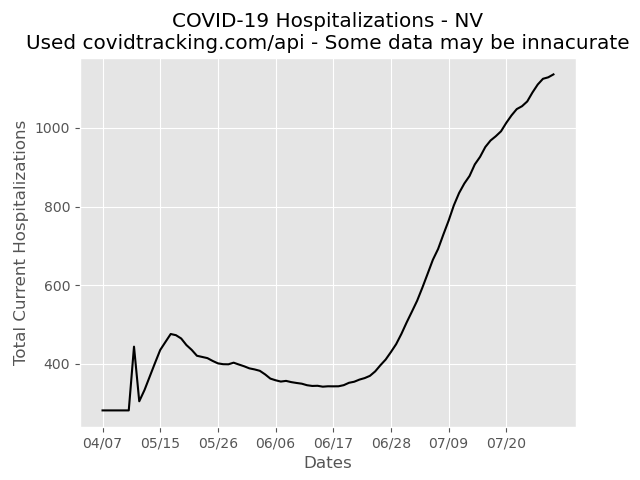 COVID-19 Hospitalizations - NV
Used covidtracking.com/api - Some data may be innacurate
Total Current Hospitalizations
1000
800
600
400
04/07 05/15 05/26 06/06 06/17 06/28 07/09 07/20
Dates